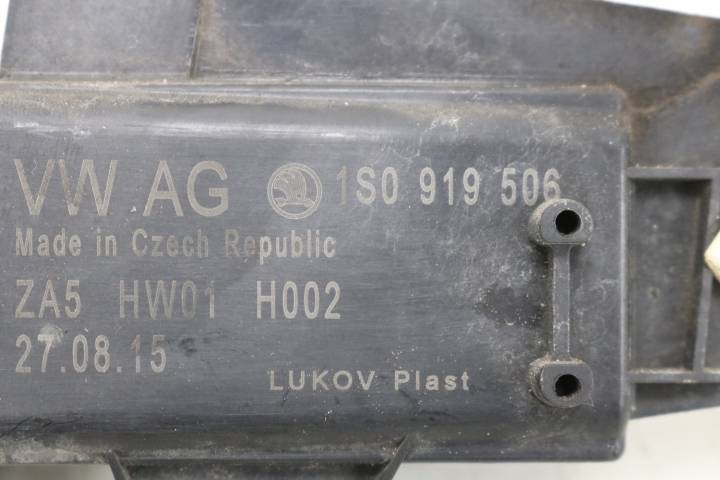 VW AG 1S0 919 506
Made in Czech Republic
ZA5 HW01 H002
27.08.15
LUKOV Plast